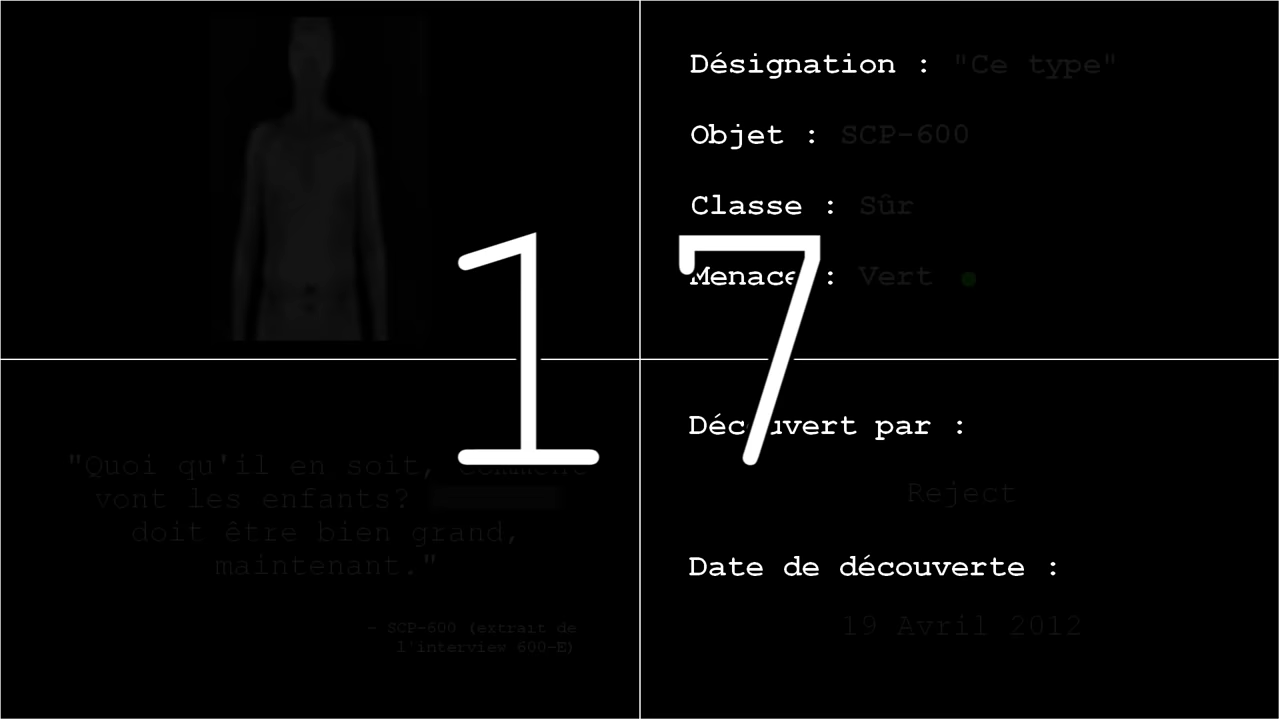 Désignation : "Ce type"
Objet : SCP-600
Classe : Sûr
Menace : Vert
17
"Quoi qu'il en soit, comment
vont les enfants?
doit être bien grand,
maintenant."
- SCP-600 (extrait de
l'interview 600-E)
Découvert par :
Reject
Date de découverte :
19 Avril 2012